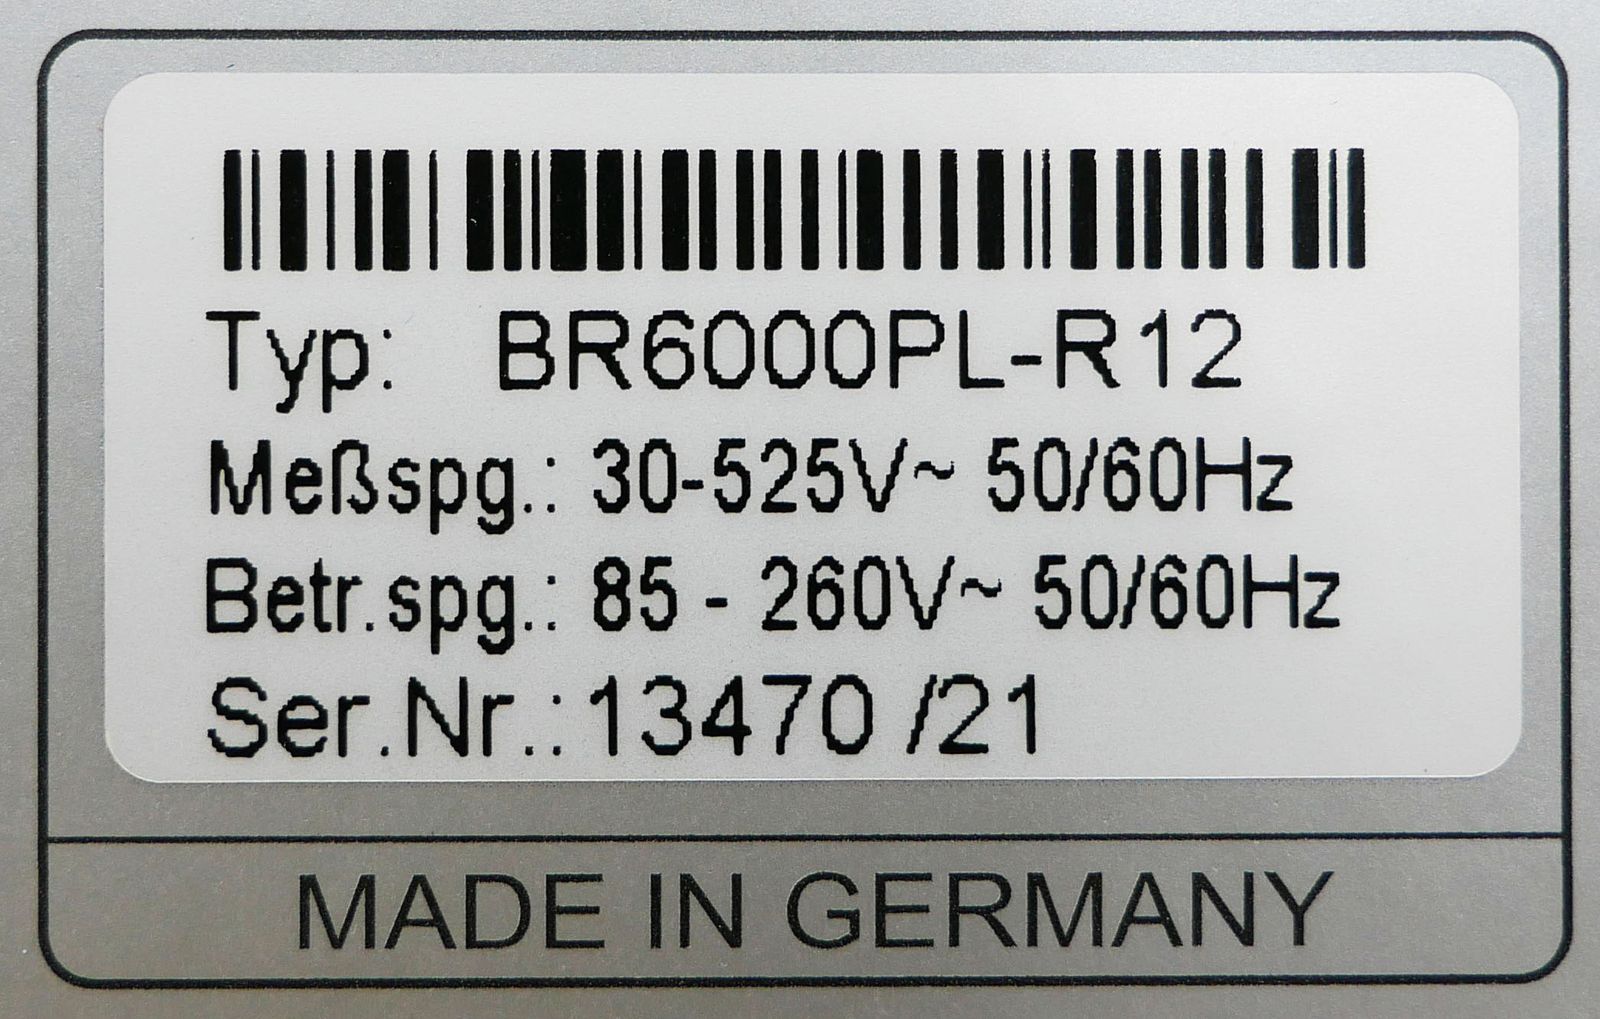 Typ: BR6000PL-R12
Meßspg.: 30-525V~ 50/60Hz
Betr.spg.: 85 - 260V~ 50/60Hz
Ser.Nr.: 13470 /21
MADE IN GERMANY